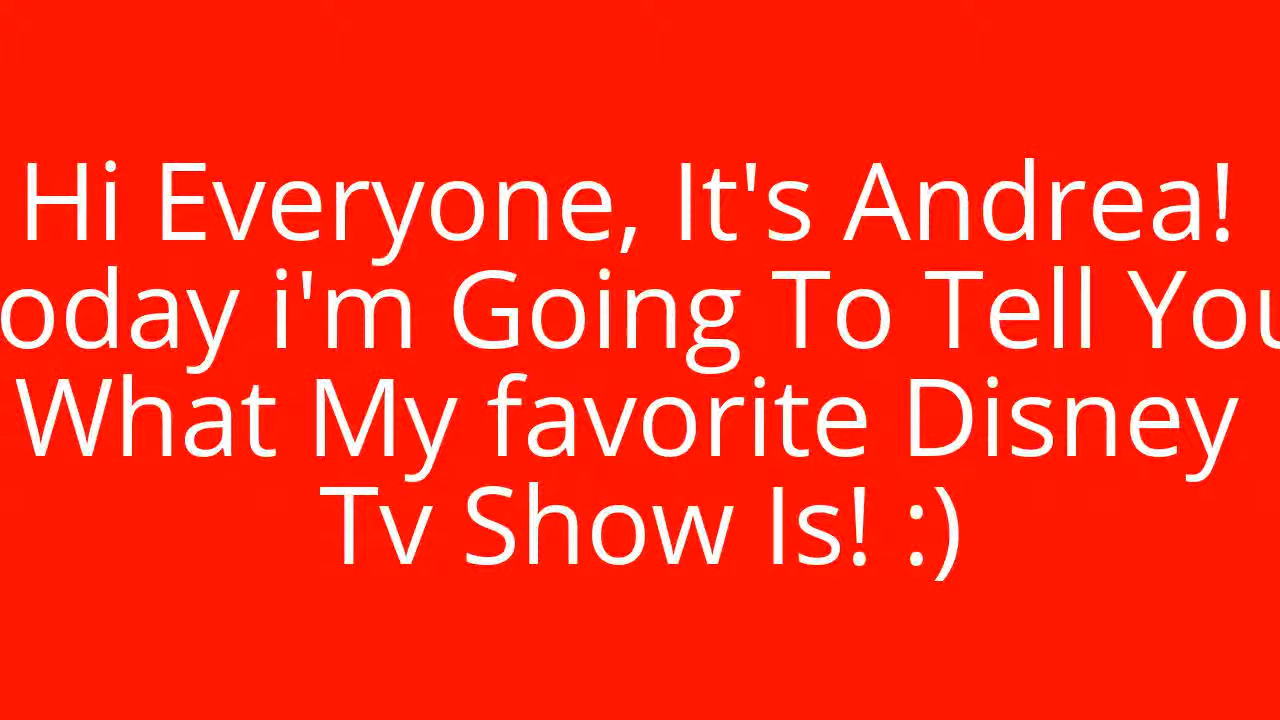 Hi Everyone, It's Andrea!
oday i'm Going To Tell You
What My favorite Disney
Tv Show Is! :)